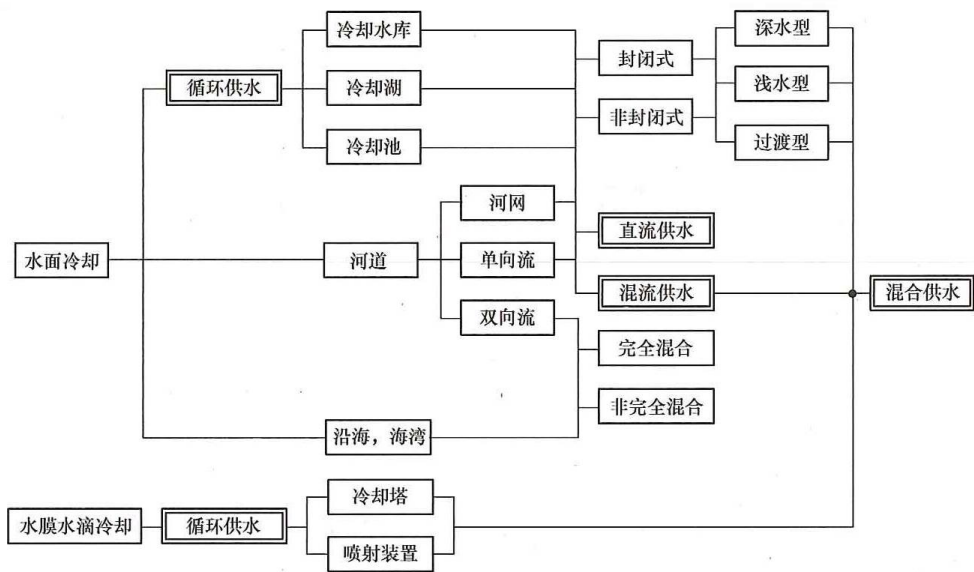 冷却水库
深水型
封闭式
循环供水
冷却湖
浅水型
非封闭式
冷却池
过渡型
河网
直流供水
水面冷却
河道
单向流
混流供水
混合供水
双向流
完全混合
非完全混合
沿海，海湾
冷却塔
水膜水滴冷却
循环供水
喷射装置